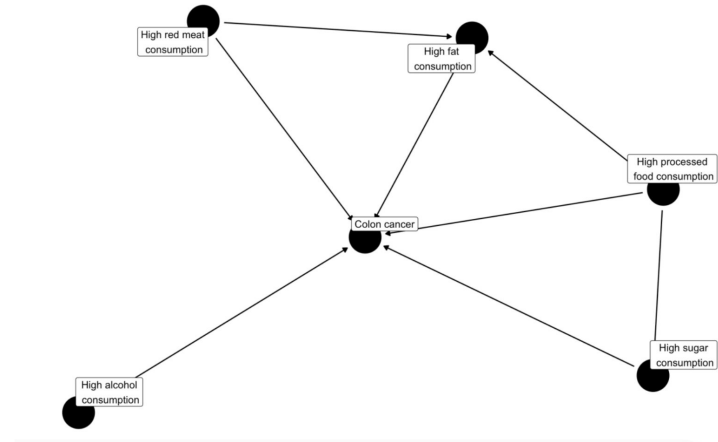 High red meat
consumption
High fat
consumption
High processed
food consumption
Colon cancer
High sugar
consumption
High alcohol
consumption